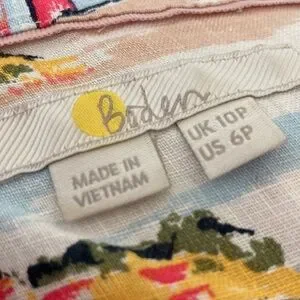 Boden
MADE IN
VIETNAM
UK 10P
US 6P